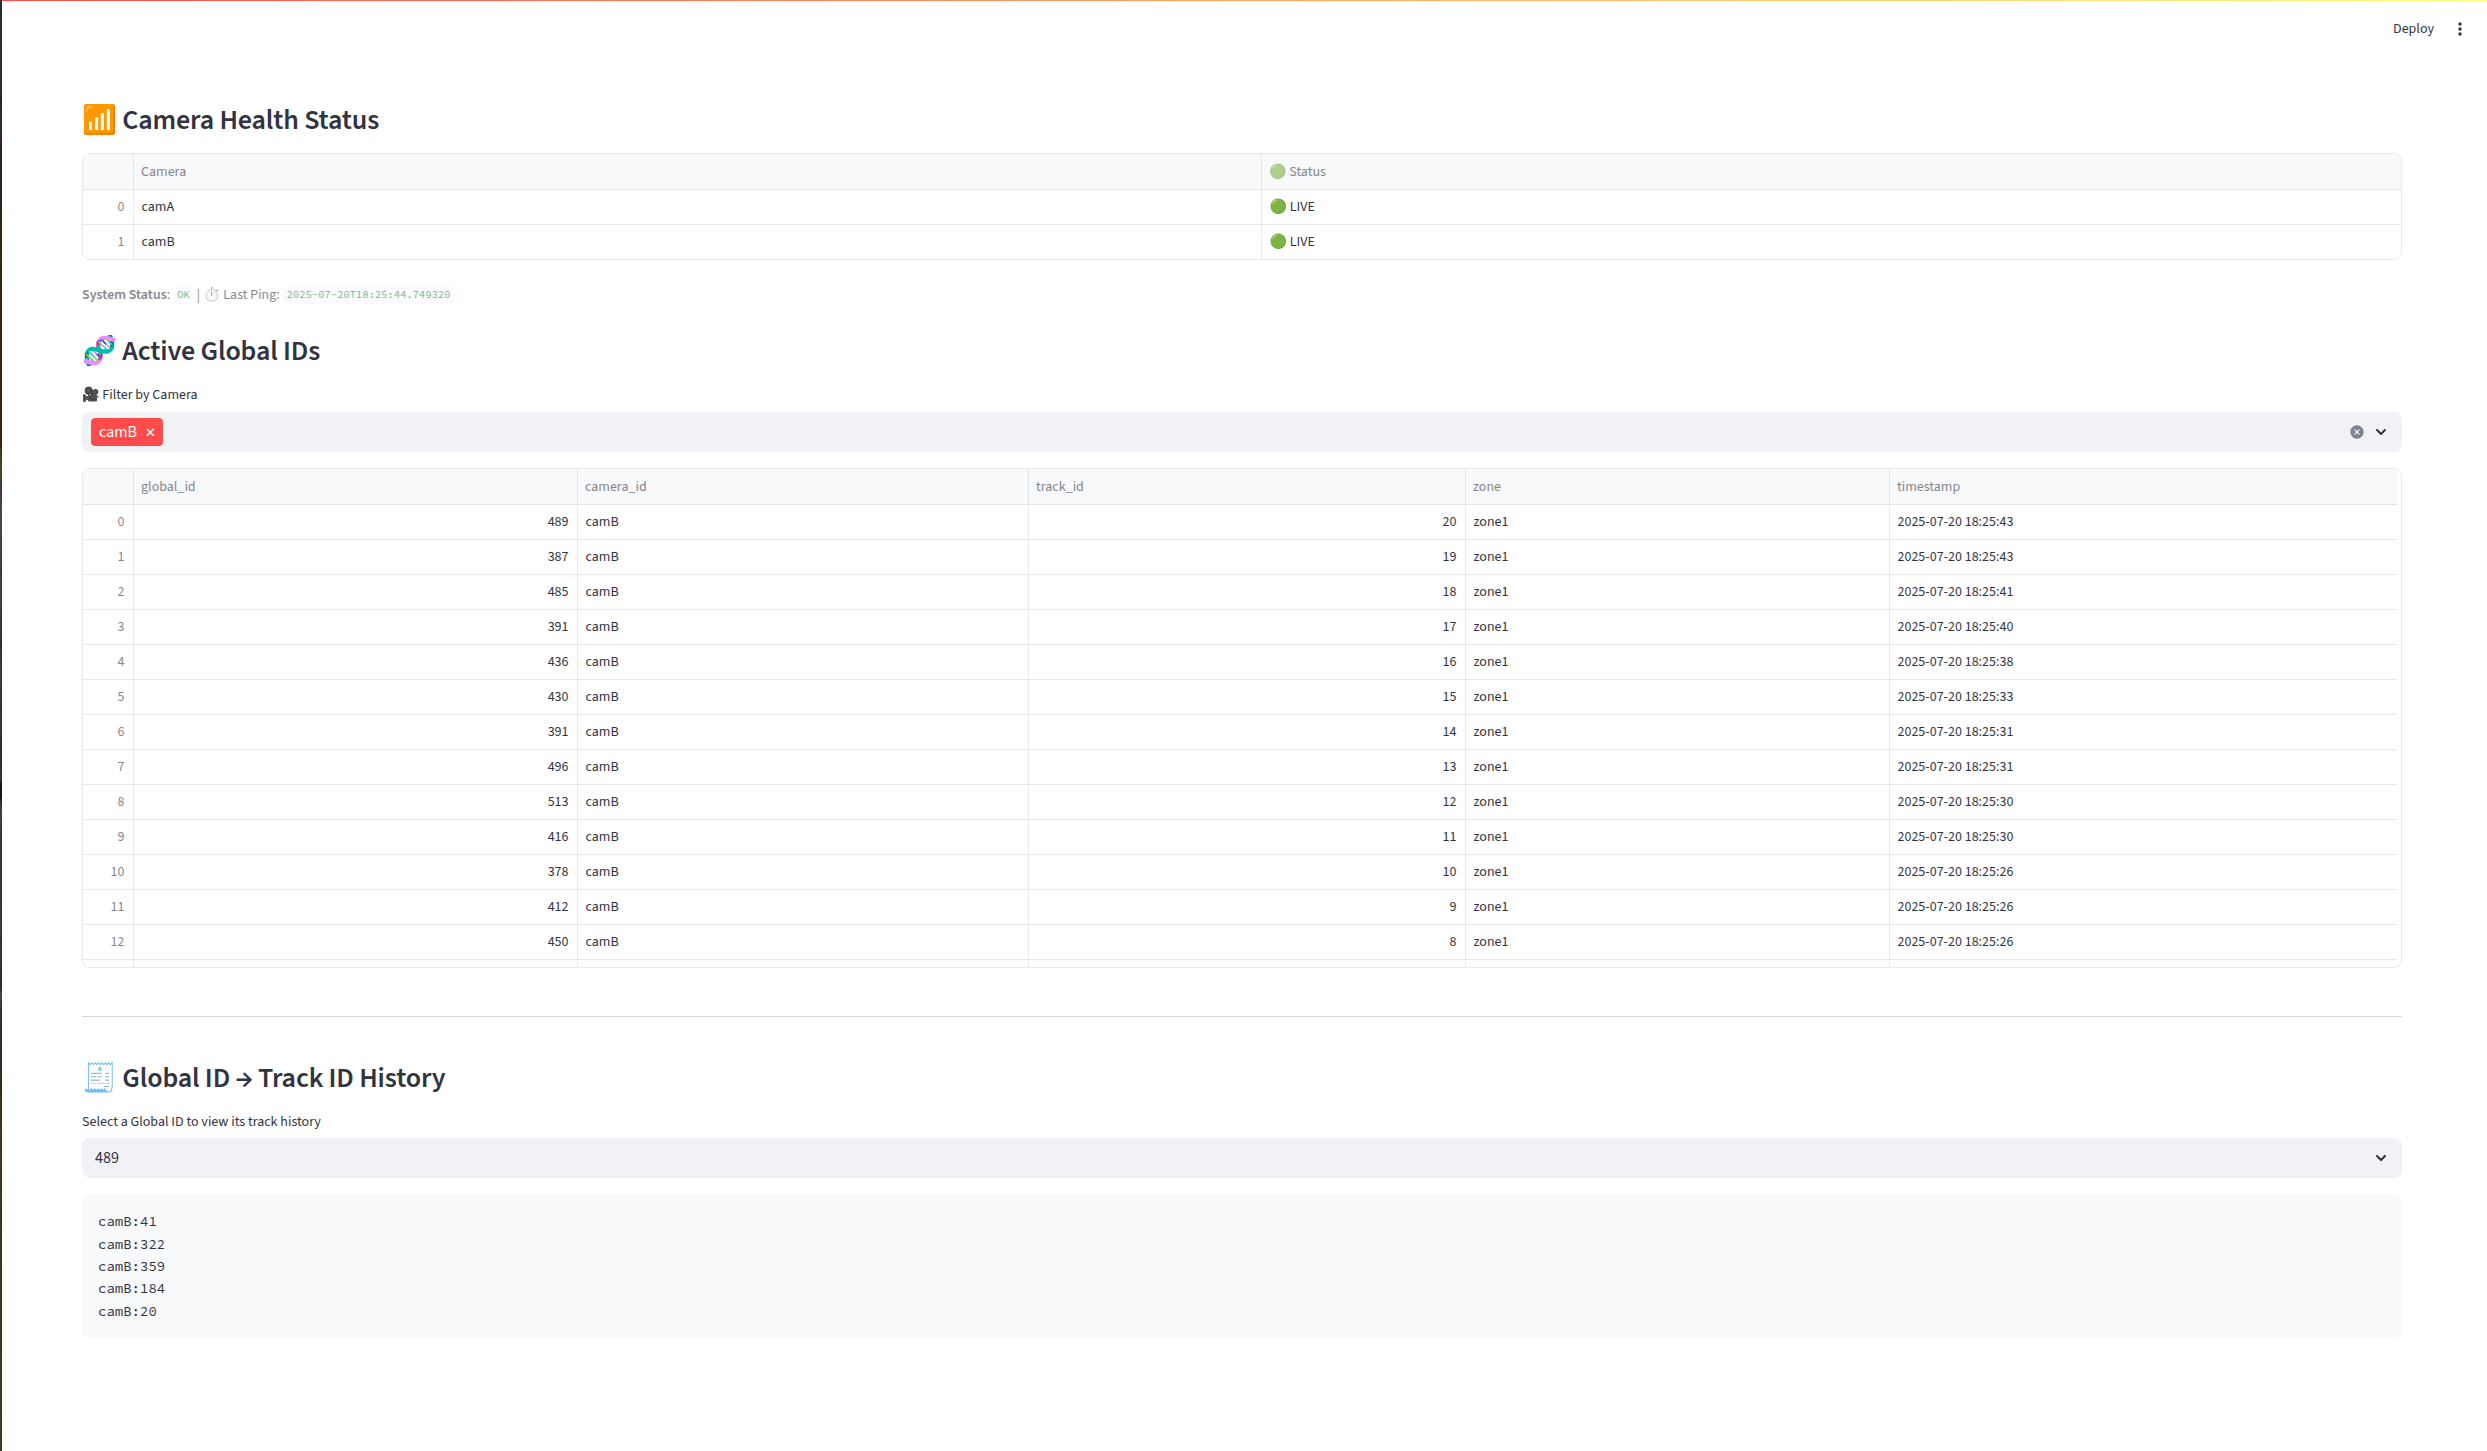 Deploy
Camera Health Status
Camera Status
0 camA LIVE
1 camB LIVE
System Status: OK | Last Ping: 2025-07-20T18:25:44.749320
Active Global IDs
Filter by Camera
camB
global_id camera_id track_id zone timestamp
0 489 camB 20 zone1 2025-07-20 18:25:43
1 387 camB 19 zone1 2025-07-20 18:25:43
2 485 camB 18 zone1 2025-07-20 18:25:41
3 391 camB 17 zone1 2025-07-20 18:25:40
4 436 camB 16 zone1 2025-07-20 18:25:38
5 430 camB 15 zone1 2025-07-20 18:25:33
6 391 camB 14 zone1 2025-07-20 18:25:31
7 496 camB 13 zone1 2025-07-20 18:25:31
8 513 camB 12 zone1 2025-07-20 18:25:30
9 416 camB 11 zone1 2025-07-20 18:25:30
10 378 camB 10 zone1 2025-07-20 18:25:26
11 412 camB 9 zone1 2025-07-20 18:25:26
12 450 camB 8 zone1 2025-07-20 18:25:26
Global ID → Track ID History
Select a Global ID to view its track history
489
camB:41
camB:322
camB:359
camB:184
camB:20